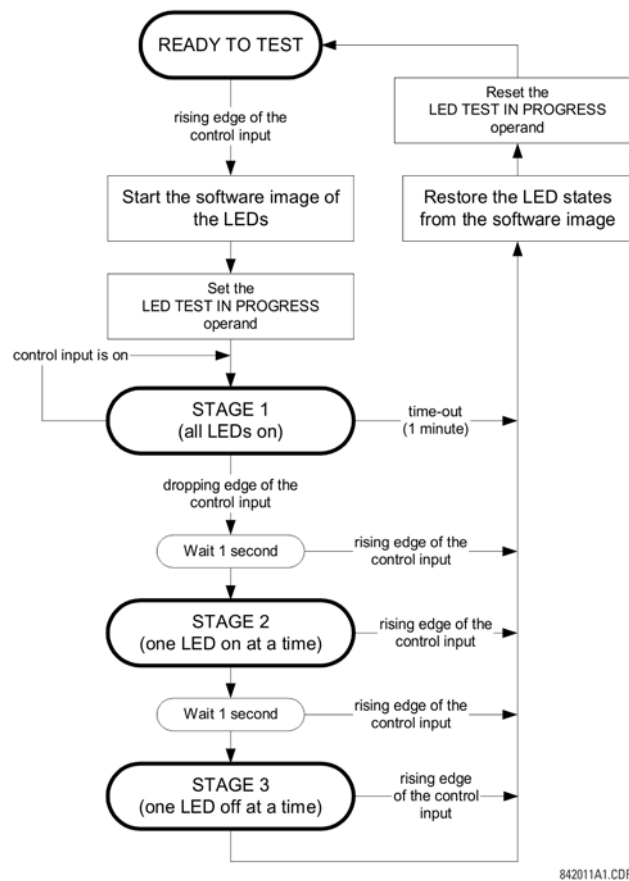 READY TO TEST
Reset the
LED TEST IN PROGRESS
operand
rising edge of the
control input
Start the software image of
the LEDs
Restore the LED states
from the software image
Set the
LED TEST IN PROGRESS
operand
control input is on
STAGE 1
(all LEDs on)
time-out
(1 minute)
dropping edge of the
control input
Wait 1 second
rising edge of the
control input
STAGE 2
(one LED on at a time)
rising edge of the
control input
Wait 1 second
rising edge of the
control input
STAGE 3
(one LED off at a time)
rising edge
of the control
input
842011A1.CDR